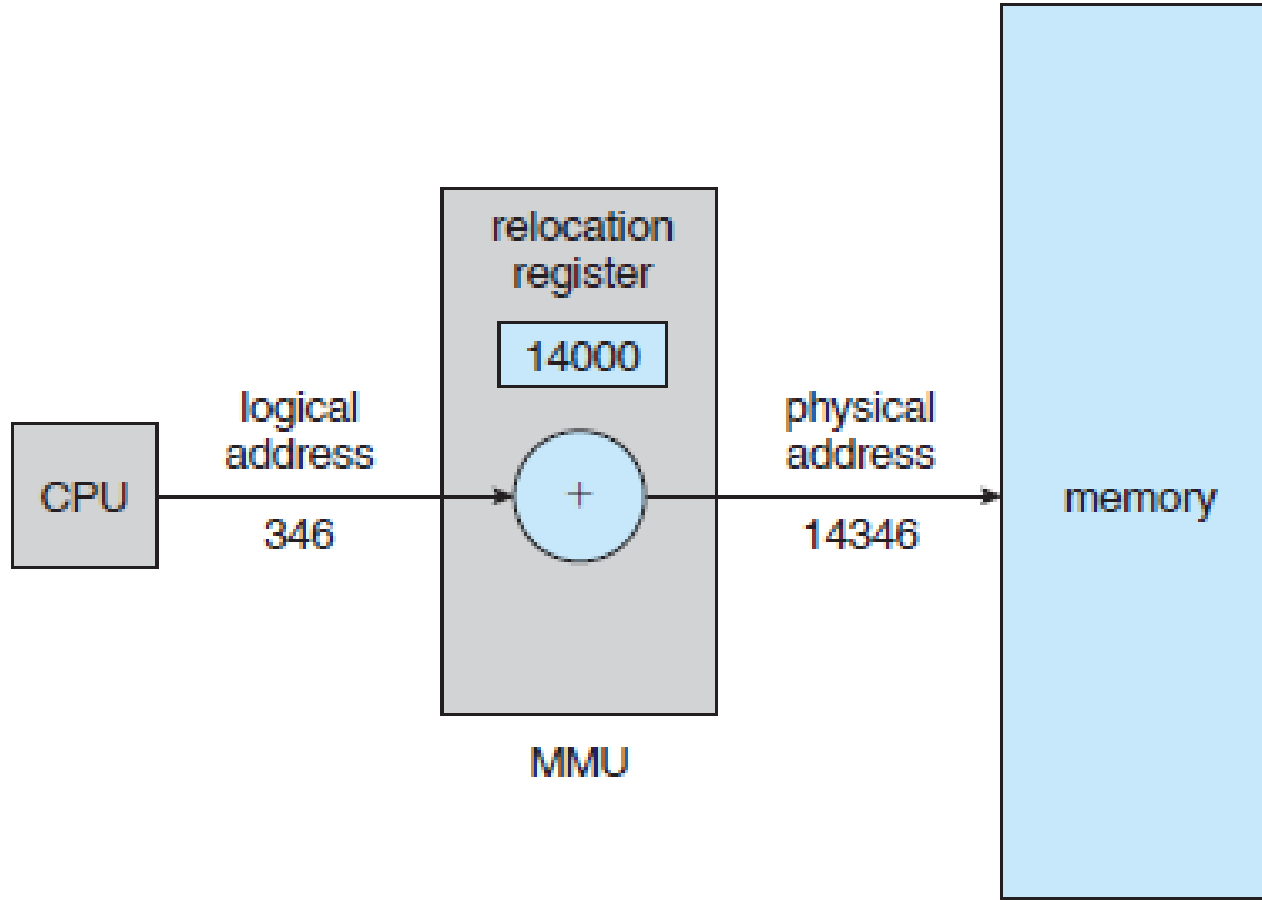 relocation
register
14000
logical
address
physical
address
CPU
+
memory
346
14346
MMU